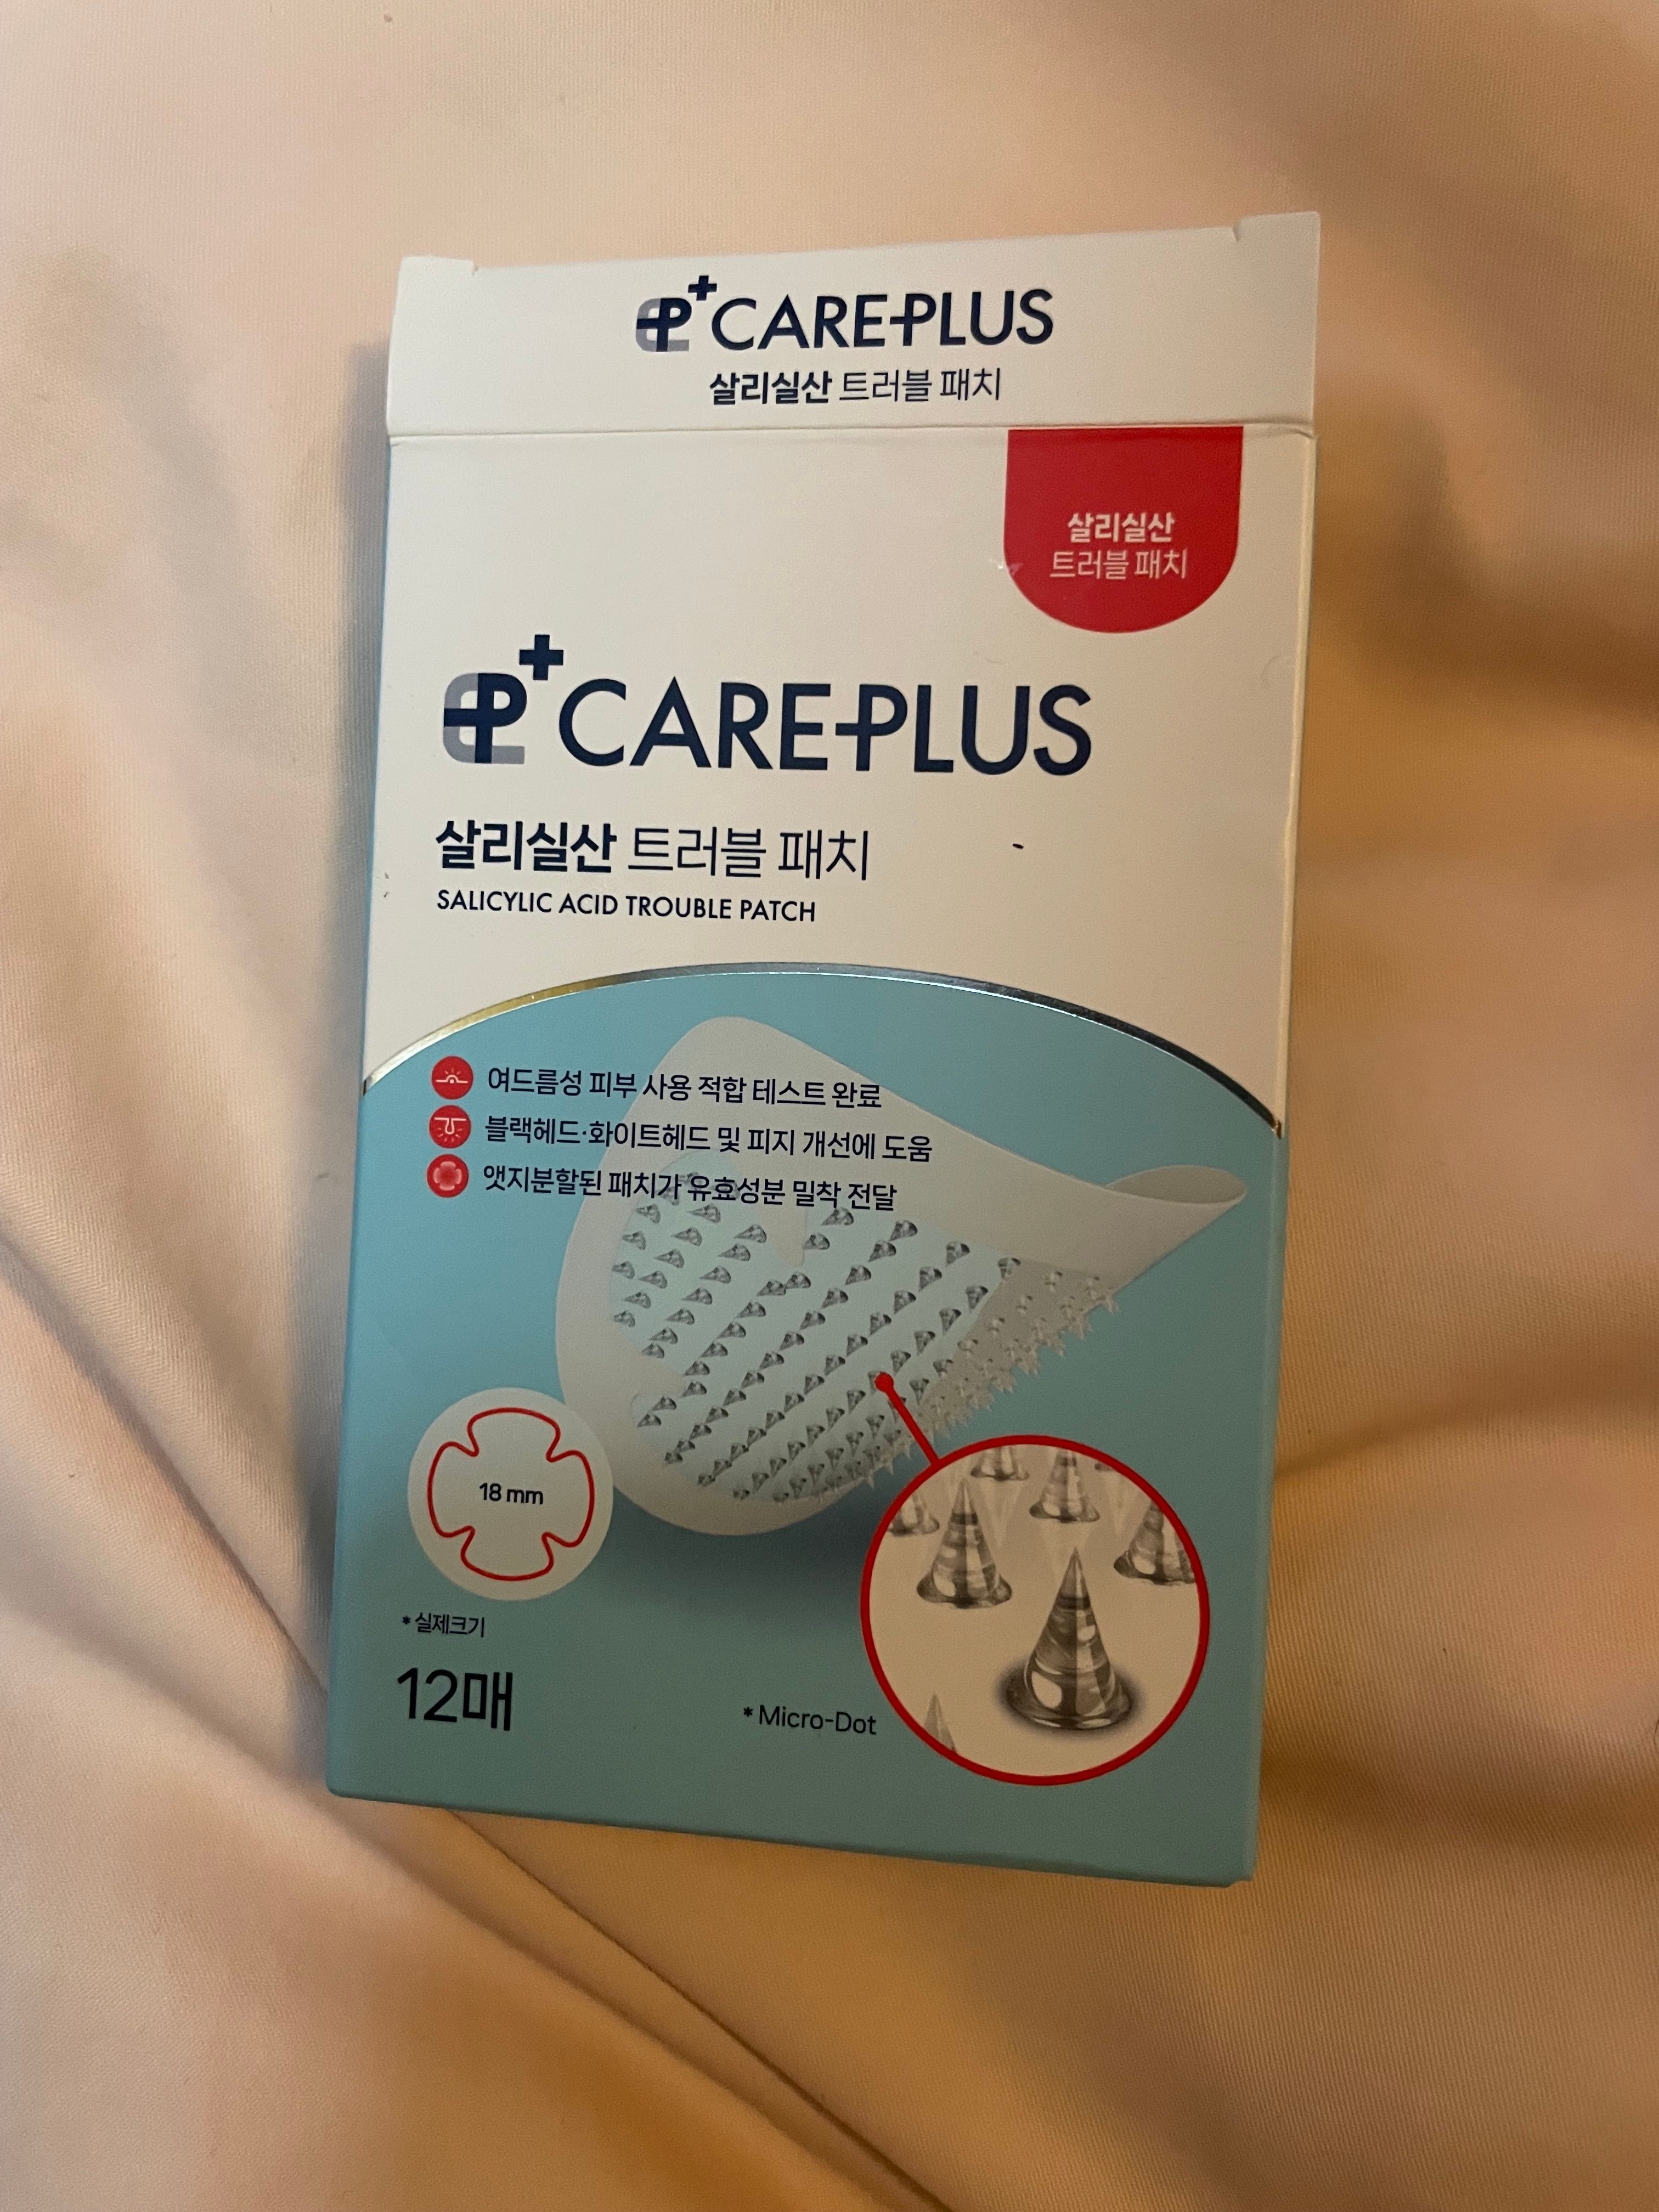 CARE+PLUS
살리실산 트러블 패치
살리실산
트러블 패치
CARE+PLUS
살리실산 트러블 패치
SALICYLIC ACID TROUBLE PATCH
여드름성 피부 사용 적합 테스트 완료
블랙헤드·화이트헤드 및 피지 개선에 도움
앳지분할된 패치가 유효성분 밀착 전달
18 mm
*실제크기
12매
*Micro-Dot